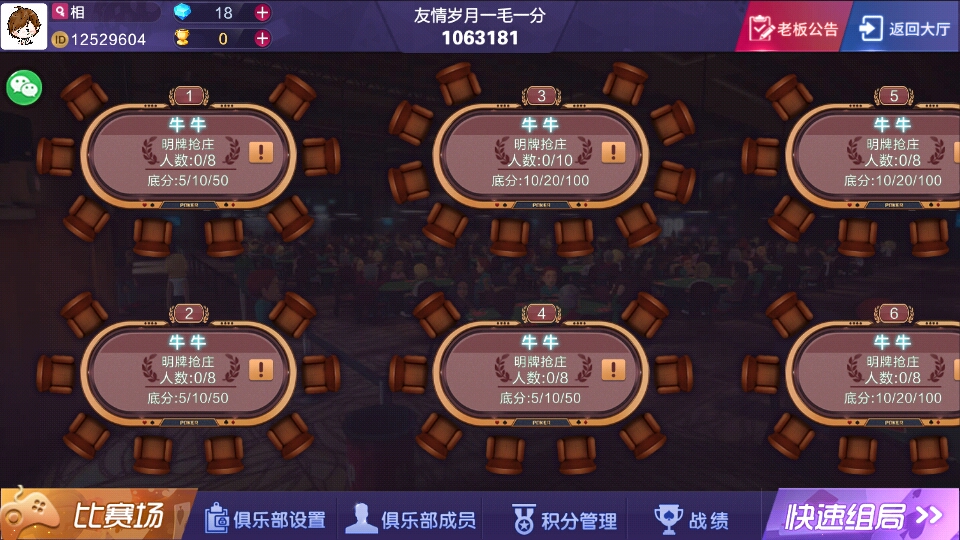 相
18
ID 12529604
0
友情岁月一毛一分
1063181
老板公告
返回大厅
1
牛牛
明牌抢庄
人数:0/8
底分:5/10/50
POKER
3
牛牛
明牌抢庄
人数:0/10
底分:10/20/100
POKER
5
牛牛
明牌抢庄
人数:0/8
底分:10/20/100
POKER
2
牛牛
明牌抢庄
人数:0/8
底分:5/10/50
POKER
4
牛牛
明牌抢庄
人数:0/8
底分:5/10/50
POKER
6
牛牛
明牌抢庄
人数:0/8
底分:10/20/100
POKER
比赛场
俱乐部设置
俱乐部成员
积分管理
战绩
快速组局